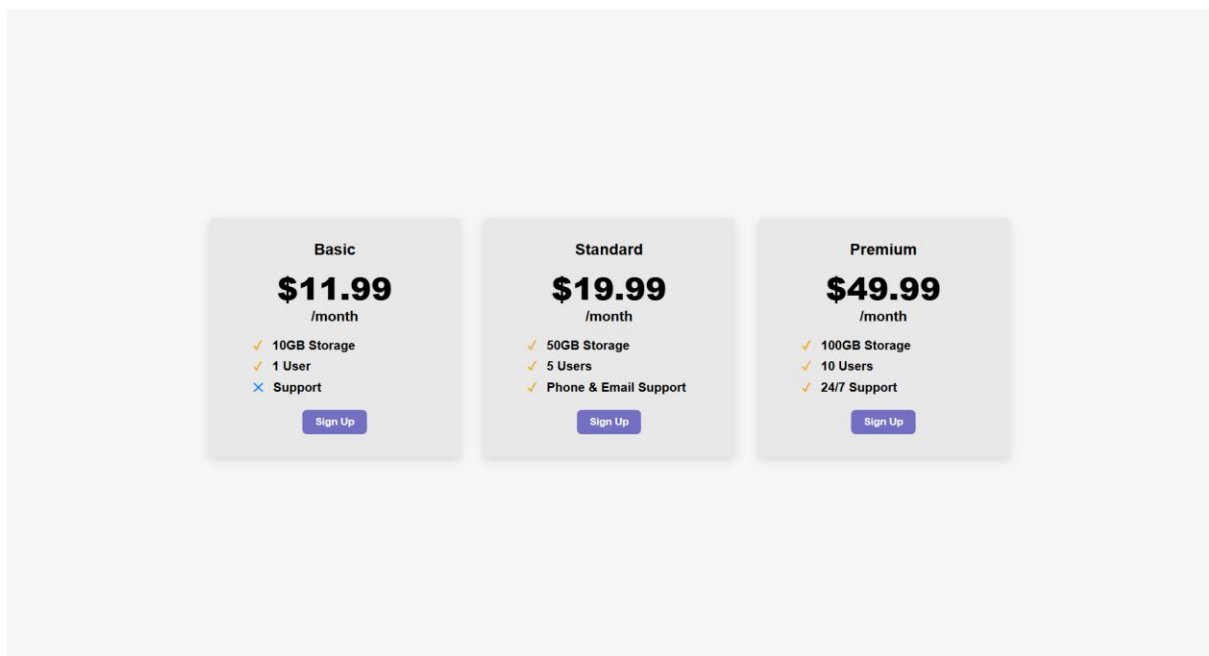 Basic
$11.99
/month
✓ 10GB Storage
✓ 1 User
✕ Support
Sign Up
Standard
$19.99
/month
✓ 50GB Storage
✓ 5 Users
✓ Phone & Email Support
Sign Up
Premium
$49.99
/month
✓ 100GB Storage
✓ 10 Users
✓ 24/7 Support
Sign Up